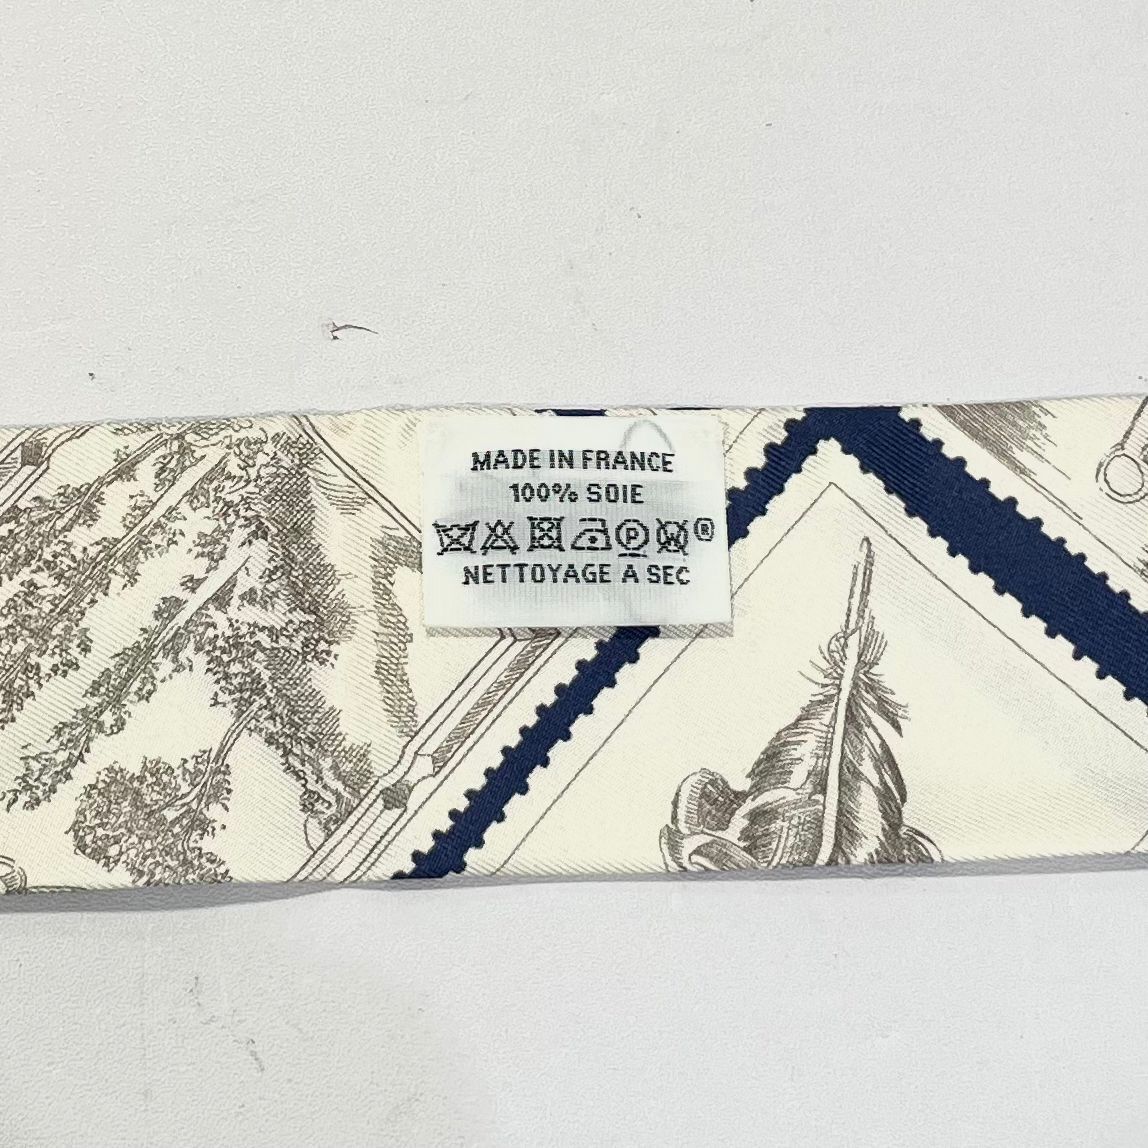 MADE IN FRANCE
100% SOIE
P W ®
NETTOYAGE A SEC